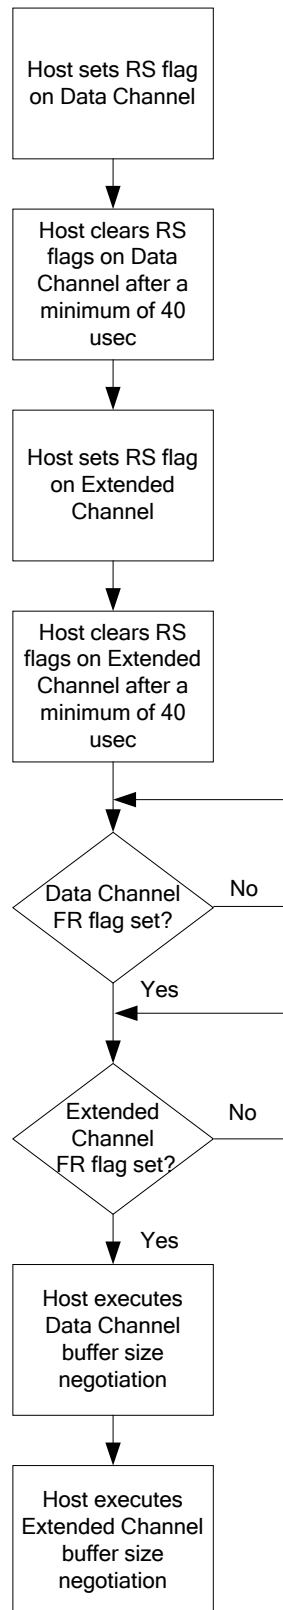 Host sets RS flag
on Data Channel
Host clears RS
flags on Data
Channel after a
minimum of 40
usec
Host sets RS flag
on Extended
Channel
Host clears RS
flags on Extended
Channel after a
minimum of 40
usec
Data Channel
FR flag set?
No
Yes
Extended
Channel
FR flag set?
No
Yes
Host executes
Data Channel
buffer size
negotiation
Host executes
Extended Channel
buffer size
negotiation